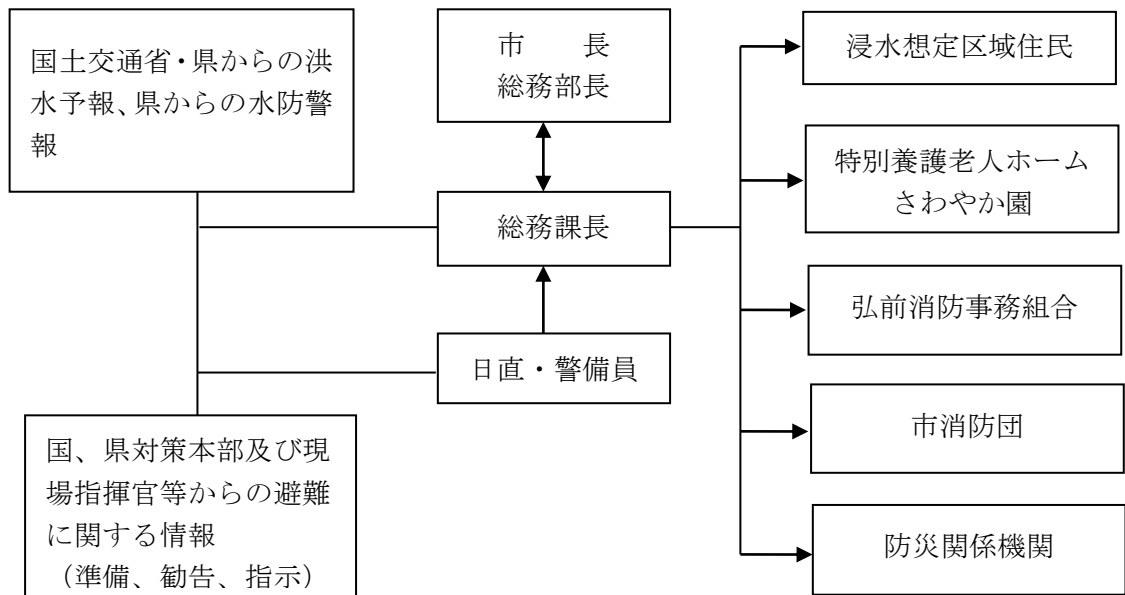 国土交通省・県からの洪
水予報、県からの水防警
報
市　　長
総務部長
総務課長
日直・警備員
国、県対策本部及び現
場指揮官等からの避難
に関する情報
（準備、勧告、指示）
浸水想定区域住民
特別養護老人ホーム
さわやか園
弘前消防事務組合
市消防団
防災関係機関